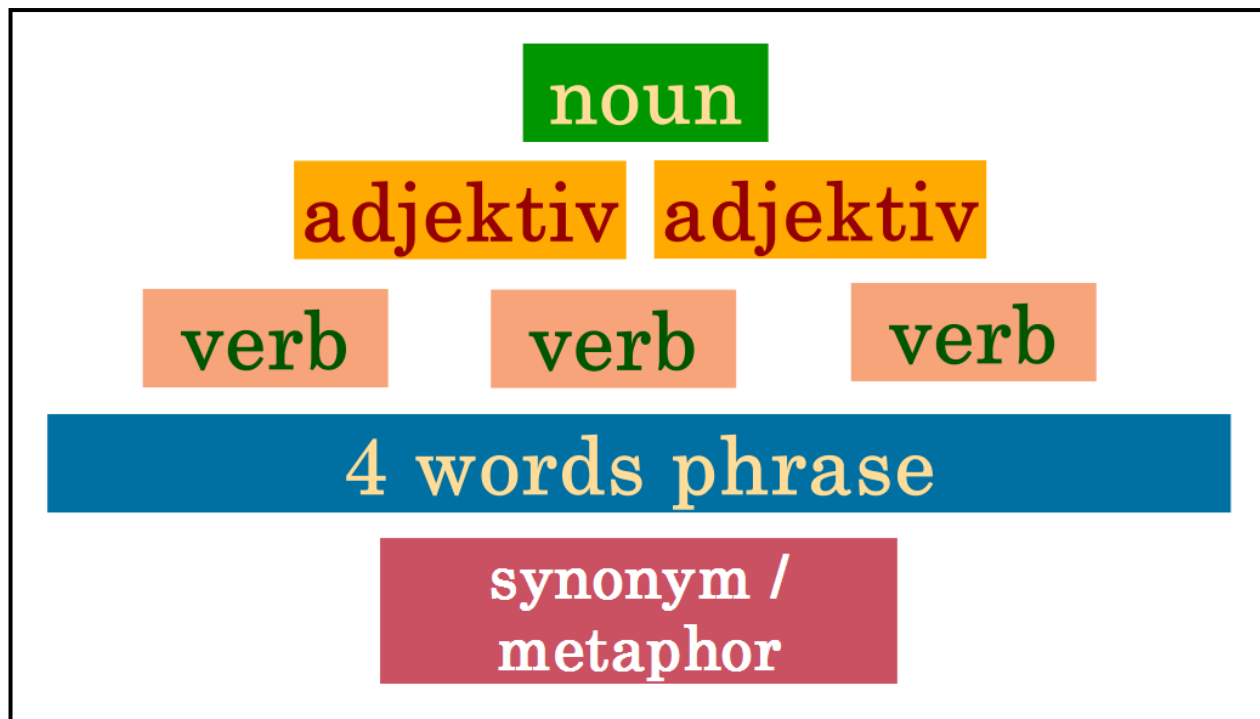 noun
adjektiv adjektiv
verb verb verb
4 words phrase
synonym /
metaphor